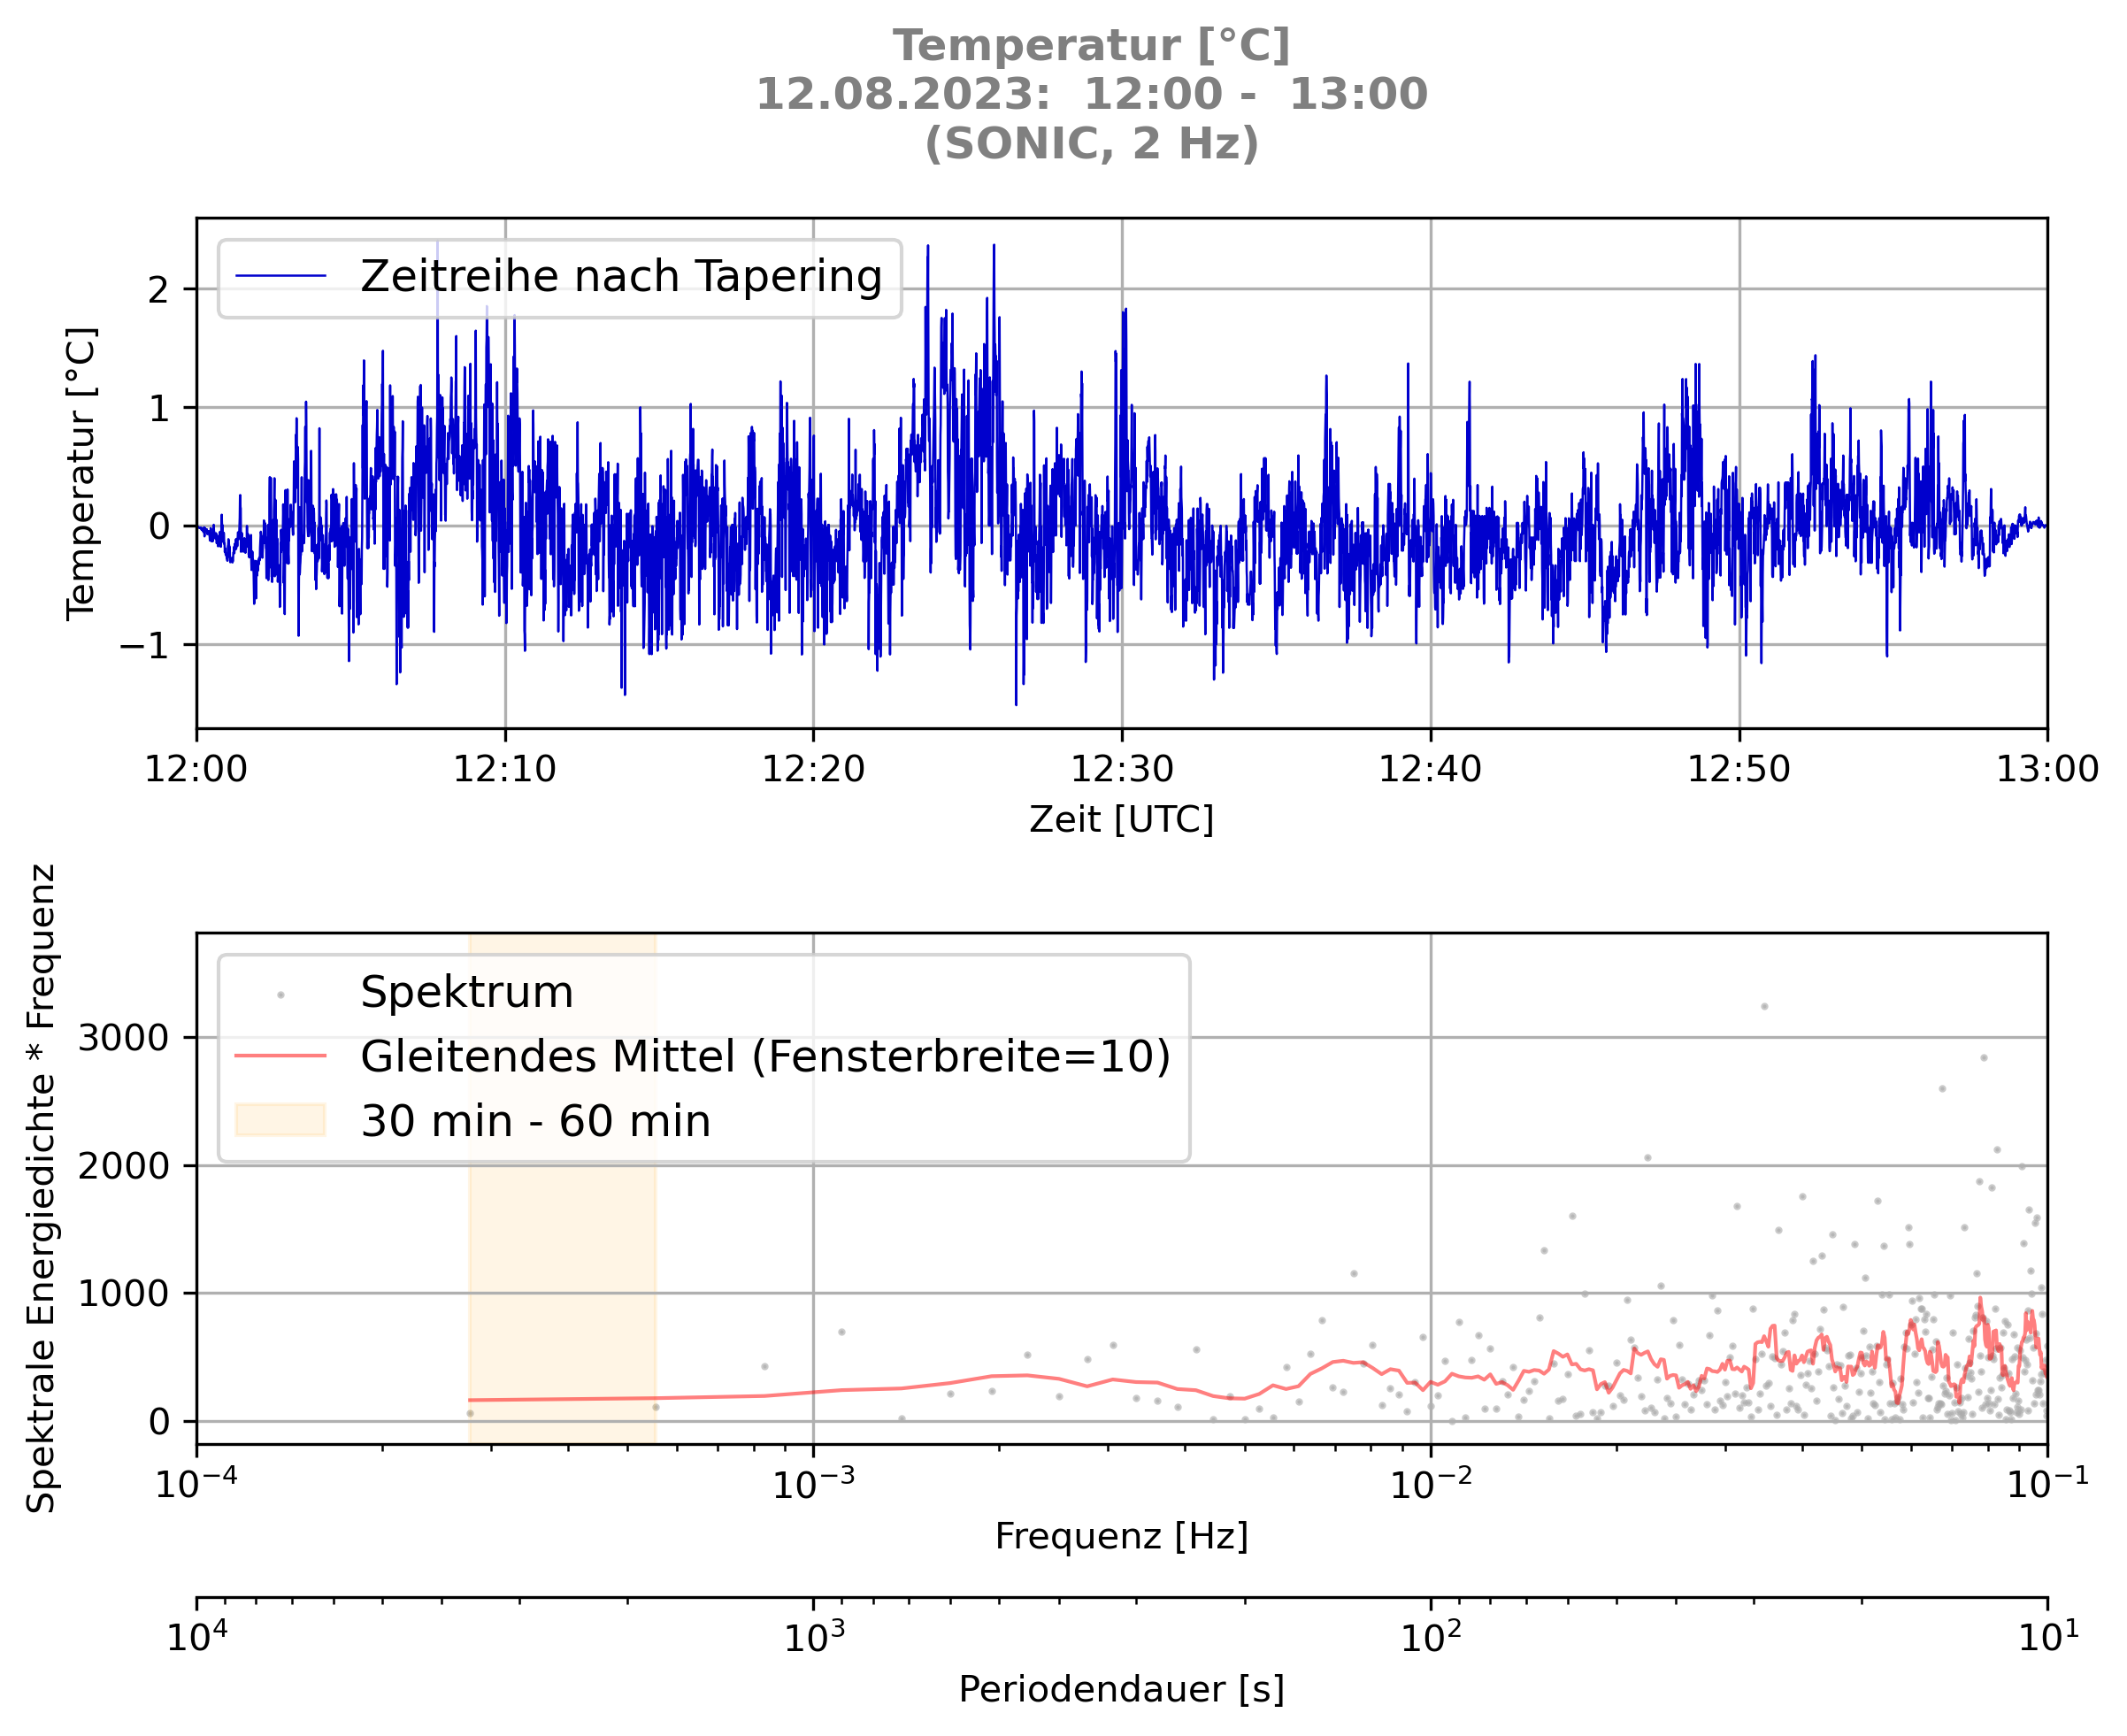 Temperatur [°C]
12.08.2023:  12:00 -  13:00
(SONIC, 2 Hz)
Zeitreihe nach Tapering
Temperatur [°C]
2
1
0
−1
12:00 12:10 12:20 12:30 12:40 12:50 13:00
Zeit [UTC]
Spektrum
Gleitendes Mittel (Fensterbreite=10)
30 min - 60 min
Spektrale Energiedichte * Frequenz
3000
2000
1000
0
10⁻⁴ 10⁻³ 10⁻² 10⁻¹
Frequenz [Hz]
10⁴ 10³ 10² 10¹
Periodendauer [s]